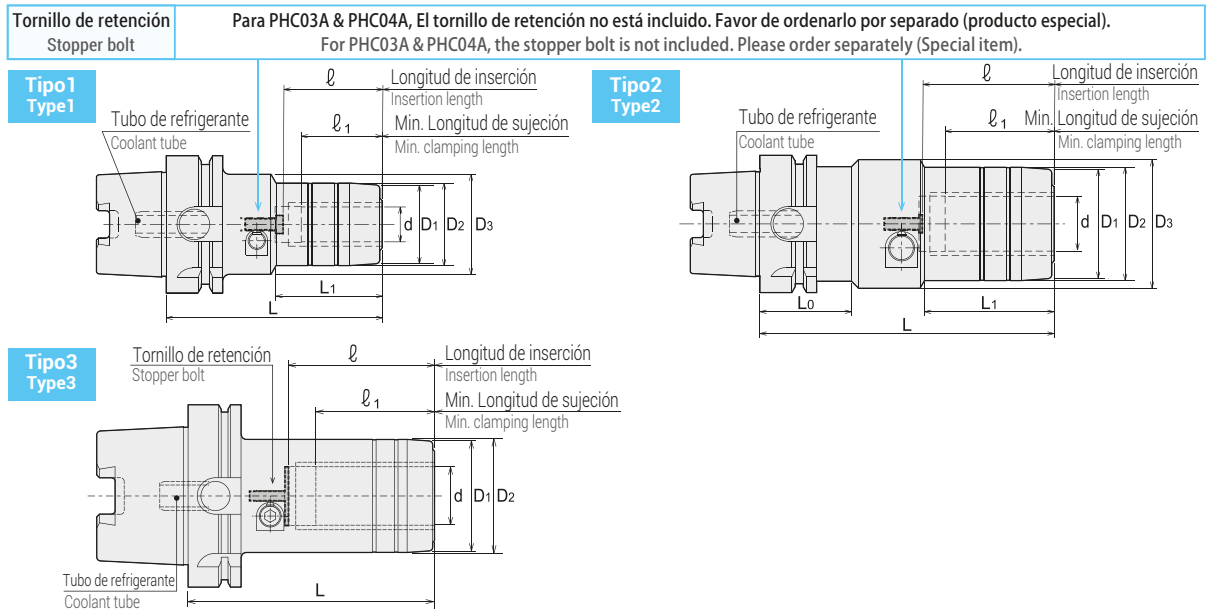 Tornillo de retención
Stopper bolt
Para PHC03A & PHC04A, El tornillo de retención no está incluido. Favor de ordenarlo por separado (producto especial).
For PHC03A & PHC04A, the stopper bolt is not included. Please order separately (Special item).
Tipo1
Type1
Tubo de refrigerante
Coolant tube
ℓ
Longitud de inserción
Insertion length
ℓ1
Min. Longitud de sujeción
Min. clamping length
d D1 D2 D3
L1
L
Tipo2
Type2
Tubo de refrigerante
Coolant tube
ℓ
Longitud de inserción
Insertion length
ℓ1
Min. Longitud de sujeción
Min. clamping length
d D1 D2 D3
L0
L1
L
Tipo3
Type3
Tornillo de retención
Stopper bolt
ℓ
Longitud de inserción
Insertion length
ℓ1
Min. Longitud de sujeción
Min. clamping length
d D1 D2
Tubo de refrigerante
Coolant tube
L